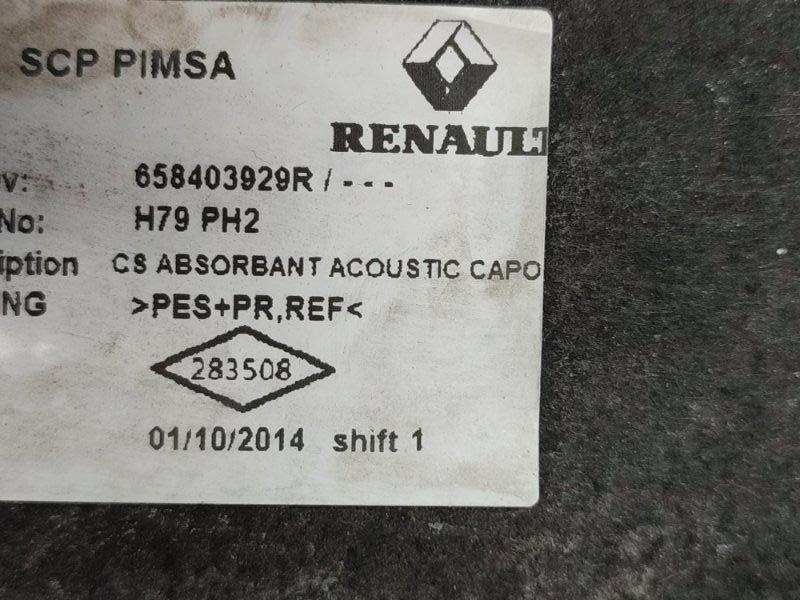 SCP PIMSA
RENAULT
v: 658403929R / - - -
No: H79 PH2
iption CS ABSORBANT ACOUSTIC CAPO
NG >PES+PR,REF<
283508
01/10/2014 shift 1